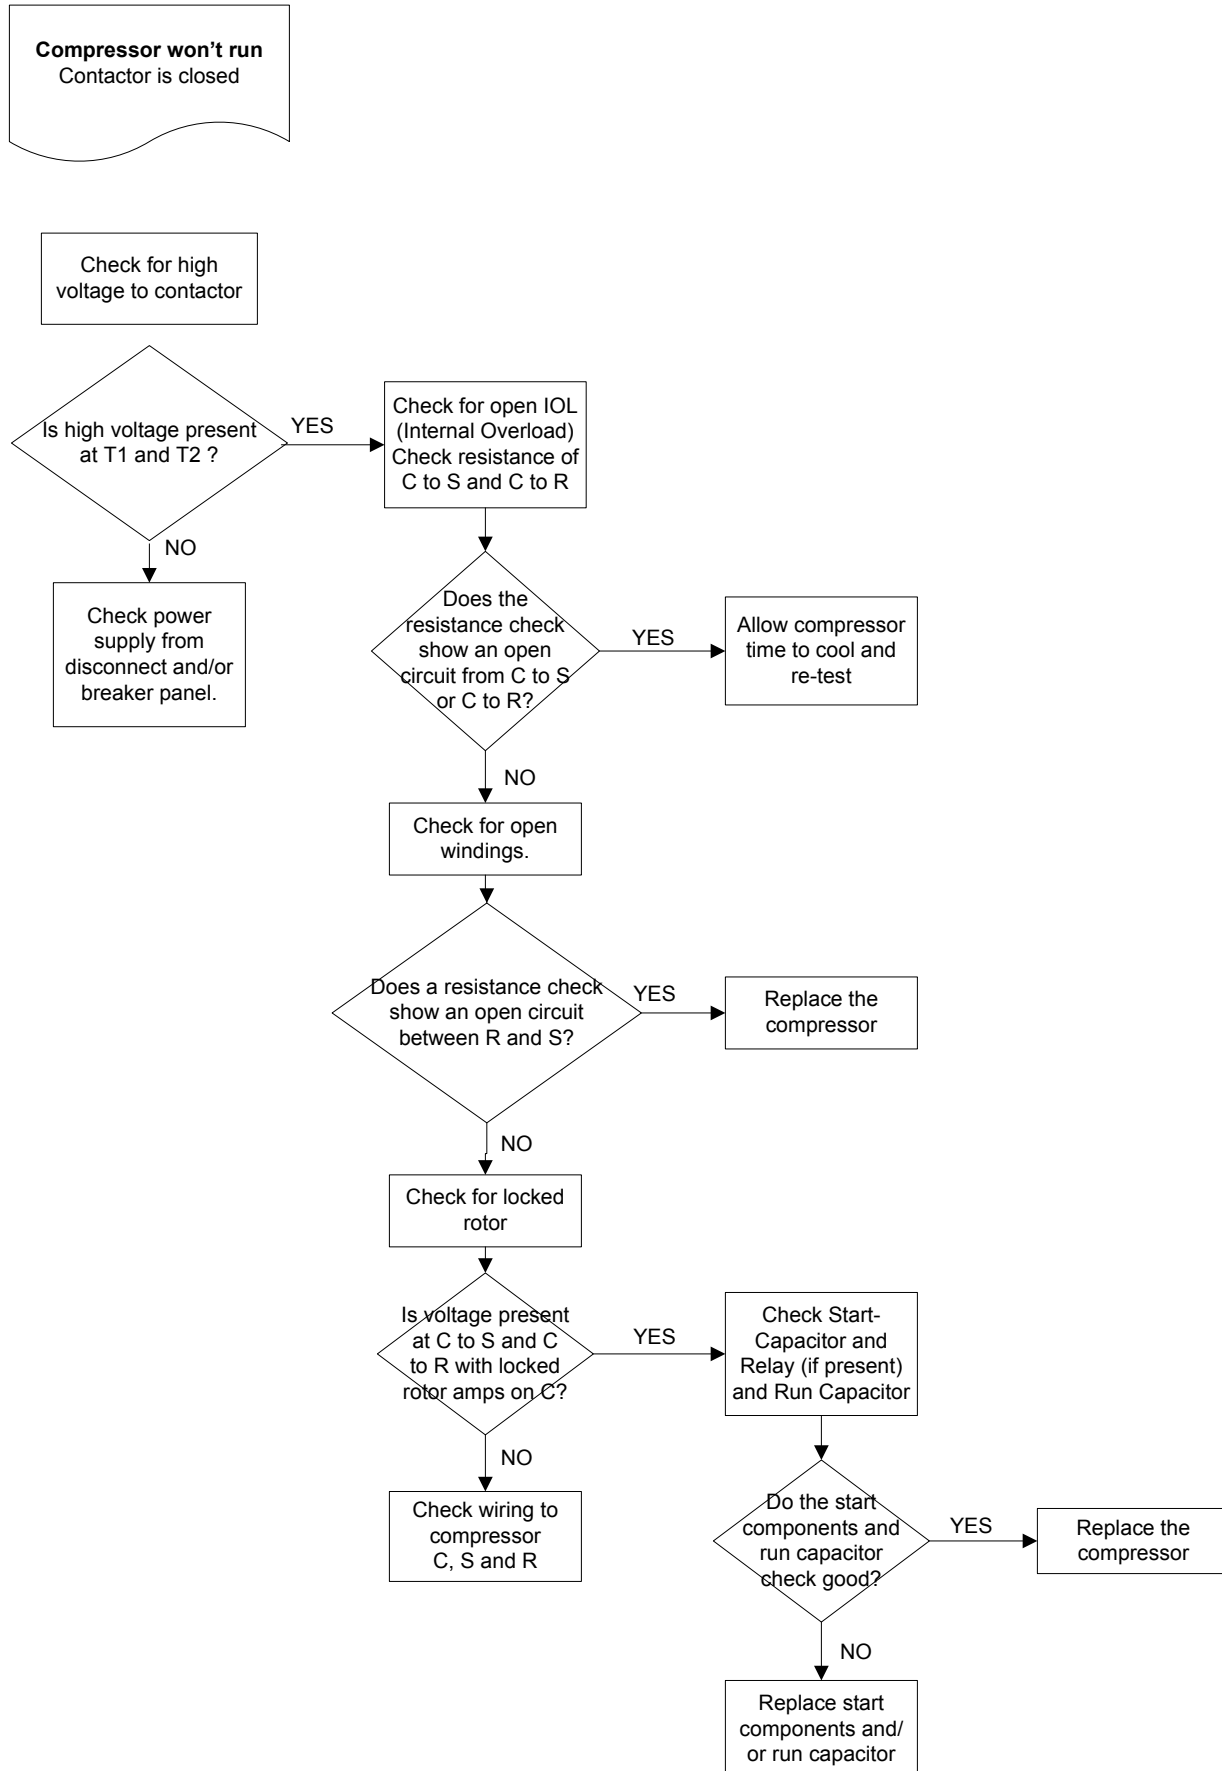 Compressor won't run
Contactor is closed
Check for high
voltage to contactor
Is high voltage present
at T1 and T2 ?
YES
NO
Check power
supply from
disconnect and/or
breaker panel.
Check for open IOL
(Internal Overload)
Check resistance of
C to S and C to R
Does the
resistance check
show an open
circuit from C to S
or C to R?
YES
Allow compressor
time to cool and
re-test
NO
Check for open
windings.
Does a resistance check
show an open circuit
between R and S?
YES
Replace the
compressor
NO
Check for locked
rotor
Is voltage present
at C to S and C
to R with locked
rotor amps on C?
YES
Check Start-
Capacitor and
Relay (if present)
and Run Capacitor
NO
Check wiring to
compressor
C, S and R
Do the start
components and
run capacitor
check good?
YES
Replace the
compressor
NO
Replace start
components and/
or run capacitor